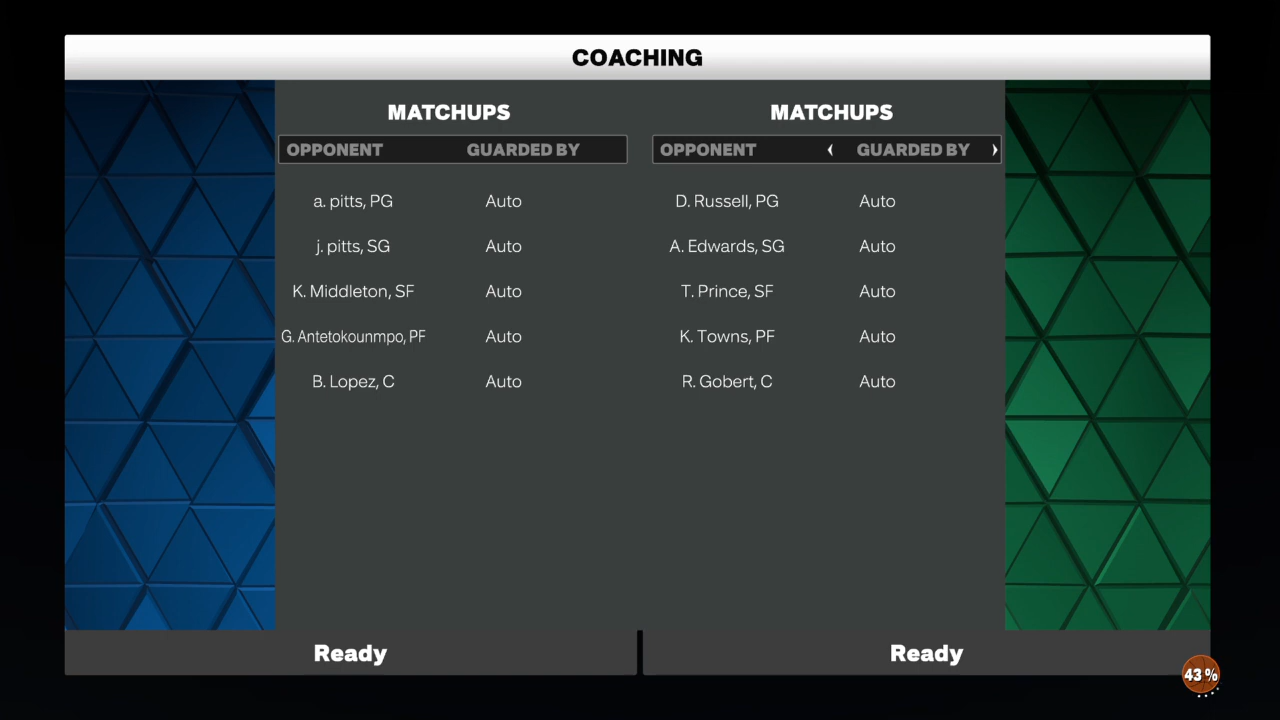 COACHING
MATCHUPS
OPPONENT GUARDED BY
a. pitts, PG Auto
j. pitts, SG Auto
K. Middleton, SF Auto
G. Antetokounmpo, PF Auto
B. Lopez, C Auto
Ready
MATCHUPS
OPPONENT GUARDED BY
D. Russell, PG Auto
A. Edwards, SG Auto
T. Prince, SF Auto
K. Towns, PF Auto
R. Gobert, C Auto
Ready
43%